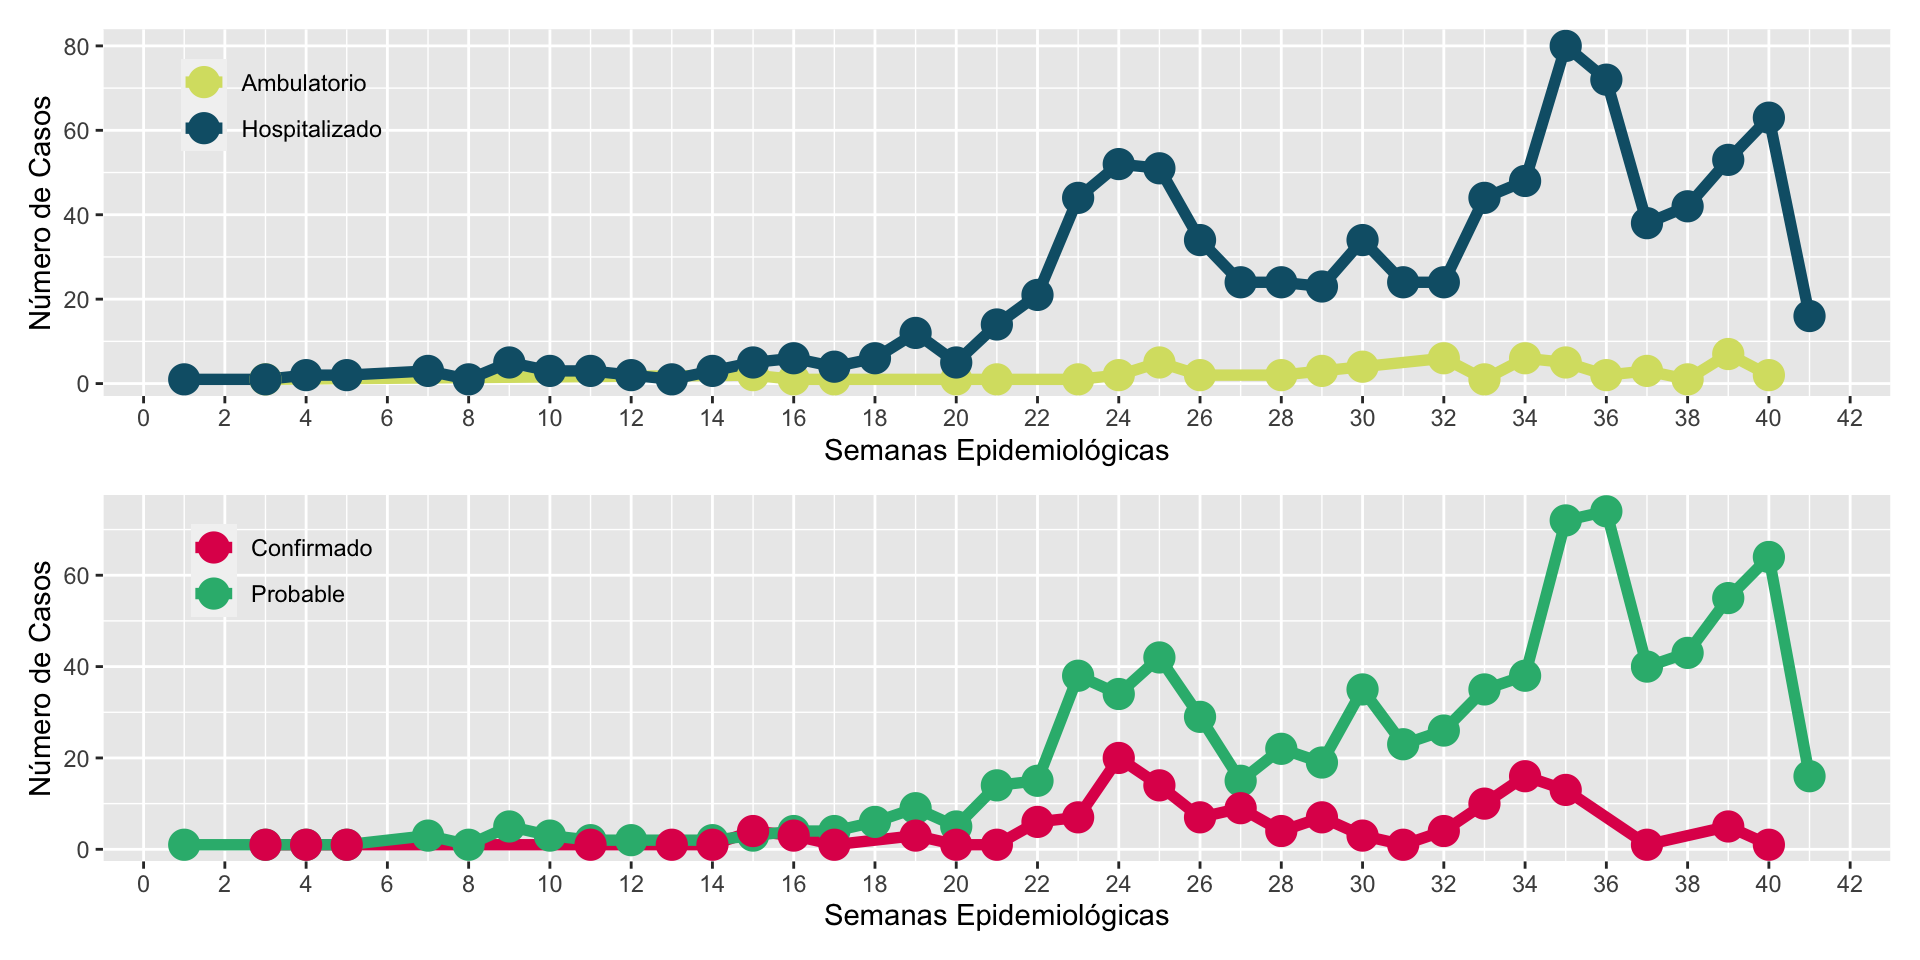 80
60
40
20
0
Número de Casos
Ambulatorio
Hospitalizado
0 2 4 6 8 10 12 14 16 18 20 22 24 26 28 30 32 34 36 38 40 42
Semanas Epidemiológicas
60
40
20
0
Número de Casos
Confirmado
Probable
0 2 4 6 8 10 12 14 16 18 20 22 24 26 28 30 32 34 36 38 40 42
Semanas Epidemiológicas